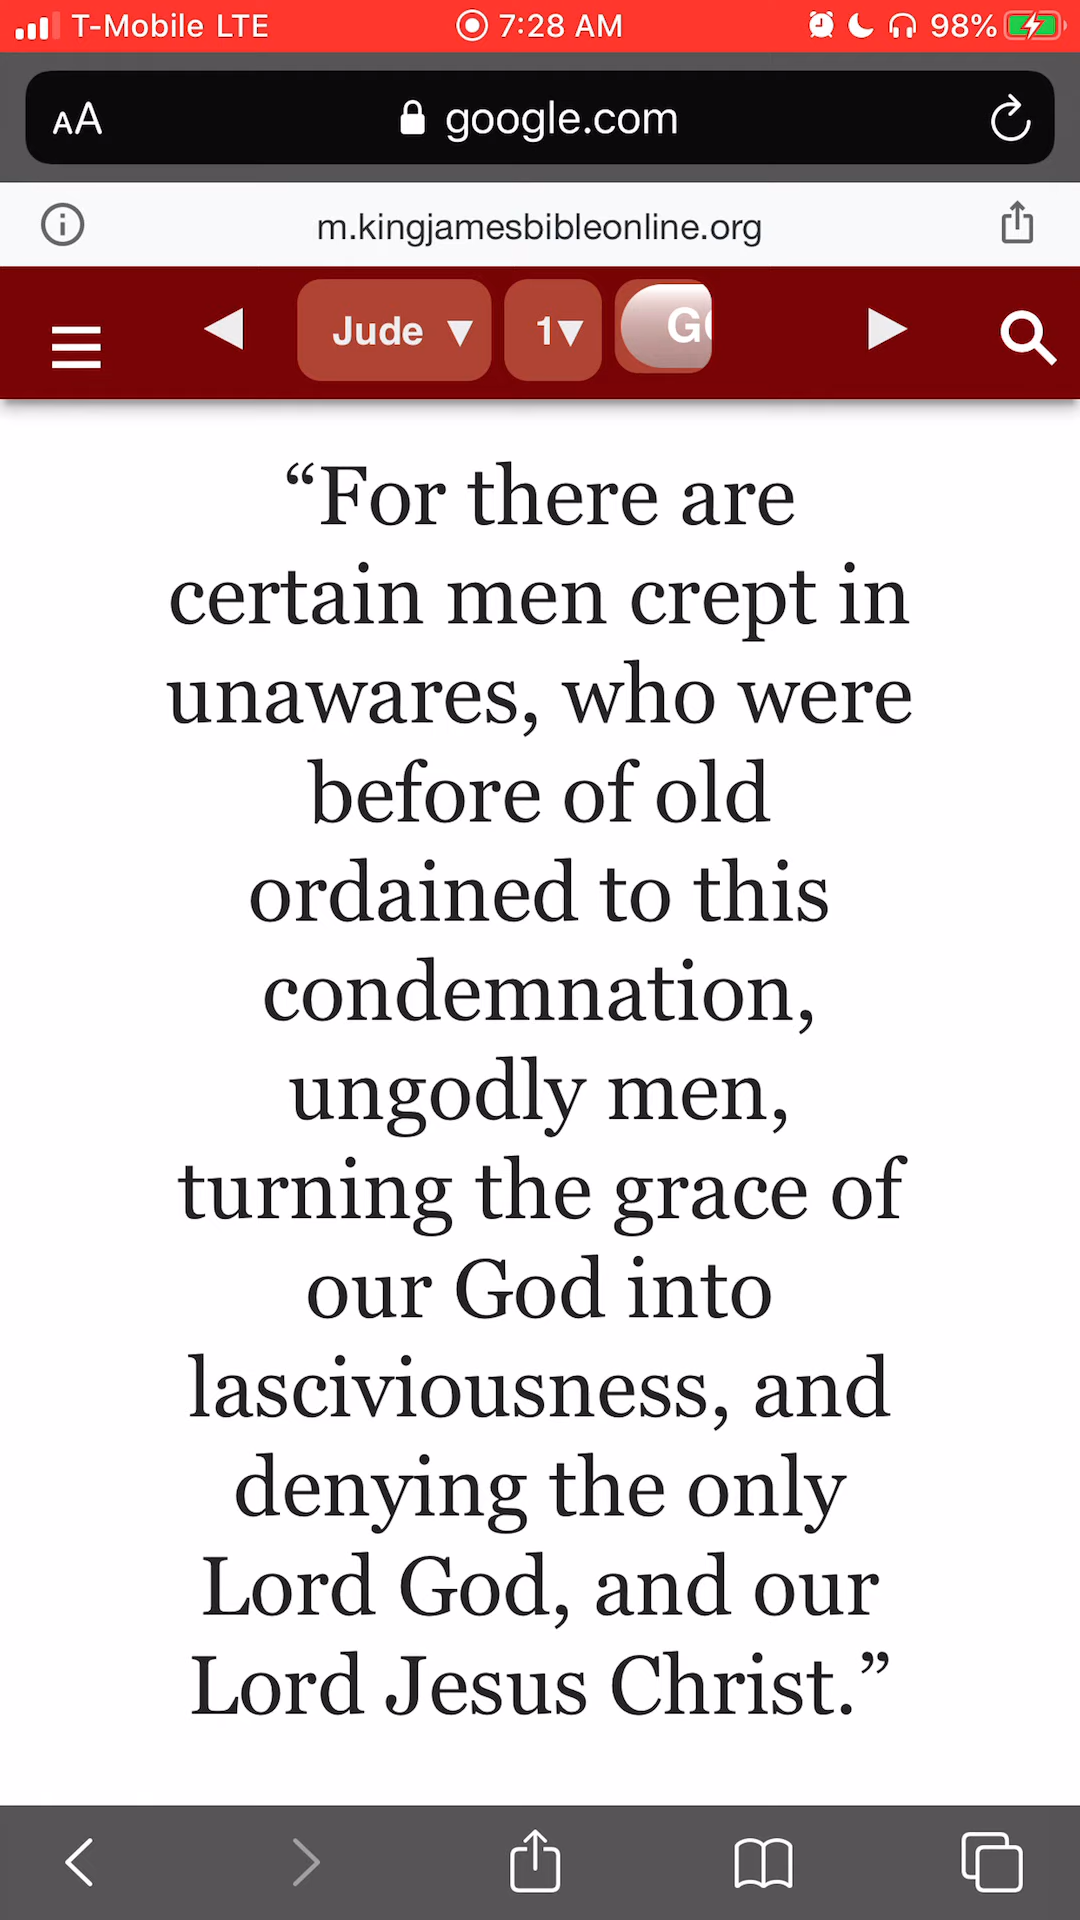 T-Mobile LTE 7:28 AM 98%
AA google.com
m.kingjamesbibleonline.org
Jude ▼ 1▼ G
“For there are
certain men crept in
unawares, who were
before of old
ordained to this
condemnation,
ungodly men,
turning the grace of
our God into
lasciviousness, and
denying the only
Lord God, and our
Lord Jesus Christ.”